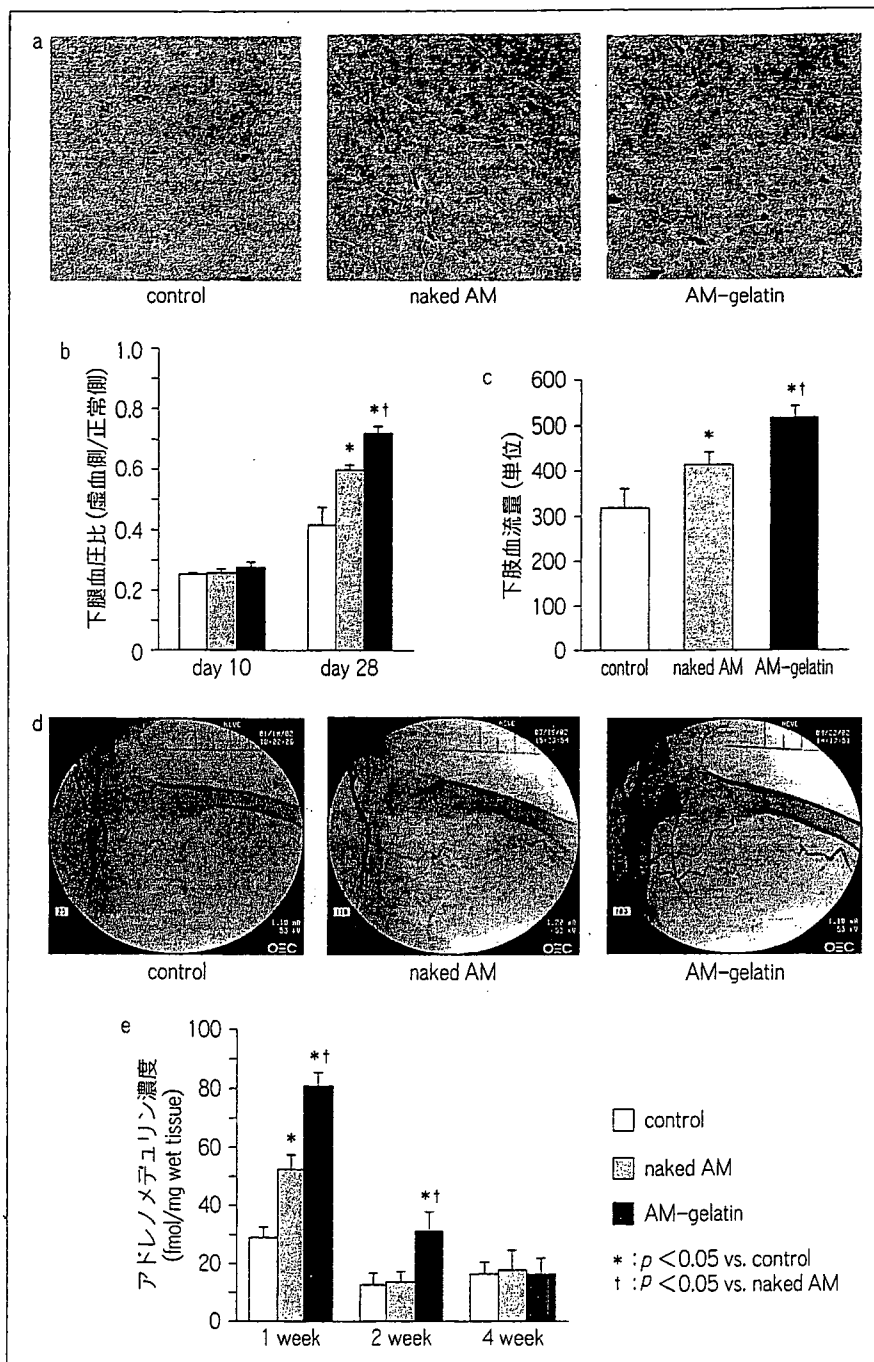 a
control
naked AM
AM-gelatin
b
下腿血圧比(虚血側/正常側)
1.0
0.8
0.6
0.4
0.2
0
*
*†
day 10
day 28
c
下肢血流量(単位)
600
500
400
300
200
100
0
*
*†
control
naked AM
AM-gelatin
d
OEC
control
OEC
naked AM
OEC
AM-gelatin
e
アドレノメデュリン濃度
(fmol/mg wet tissue)
100
80
60
40
20
0
*
*†
*†
1 week
2 week
4 week
control
naked AM
AM-gelatin
* : p < 0.05 vs. control
† : P < 0.05 vs. naked AM